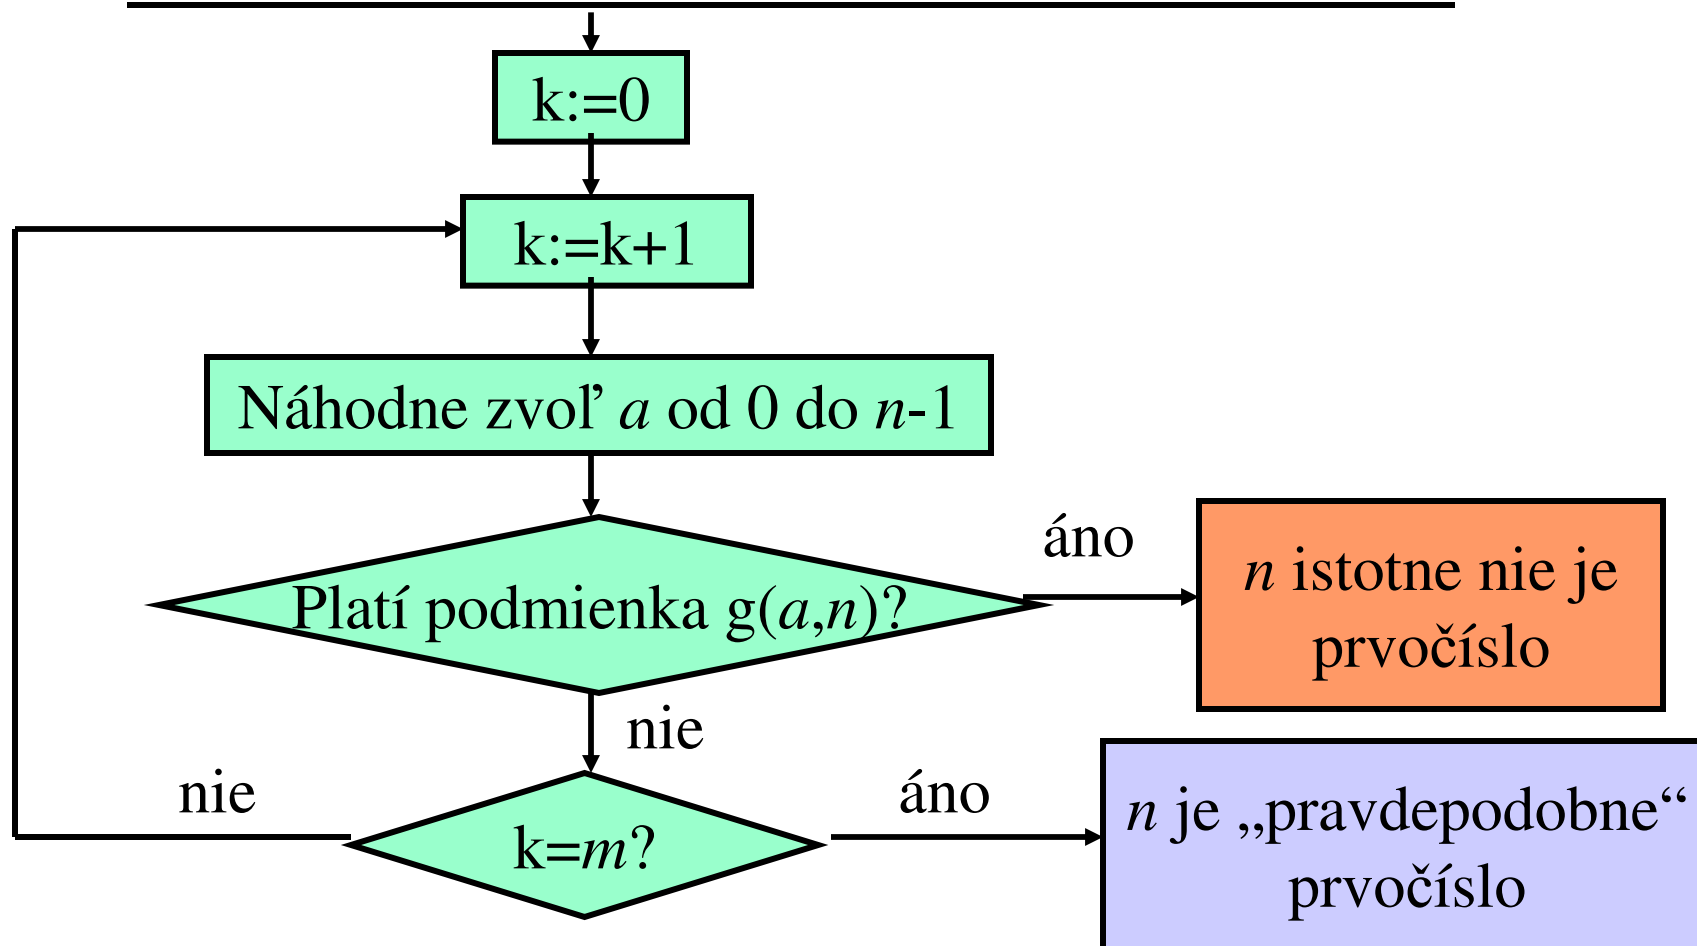 k:=0
k:=k+1
Náhodne zvoľ a od 0 do n-1
áno
Platí podmienka g(a,n)?
n istotne nie je
prvočíslo
nie
nie
áno
k=m?
n je „pravdepodobne“
prvočíslo